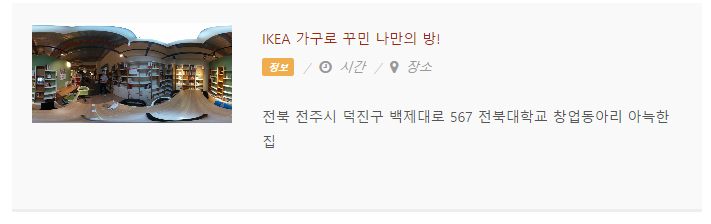 IKEA 가구로 꾸민 나만의 방!
정보 / 시간 / 장소
전북 전주시 덕진구 백제대로 567 전북대학교 창업동아리 아늑한
집